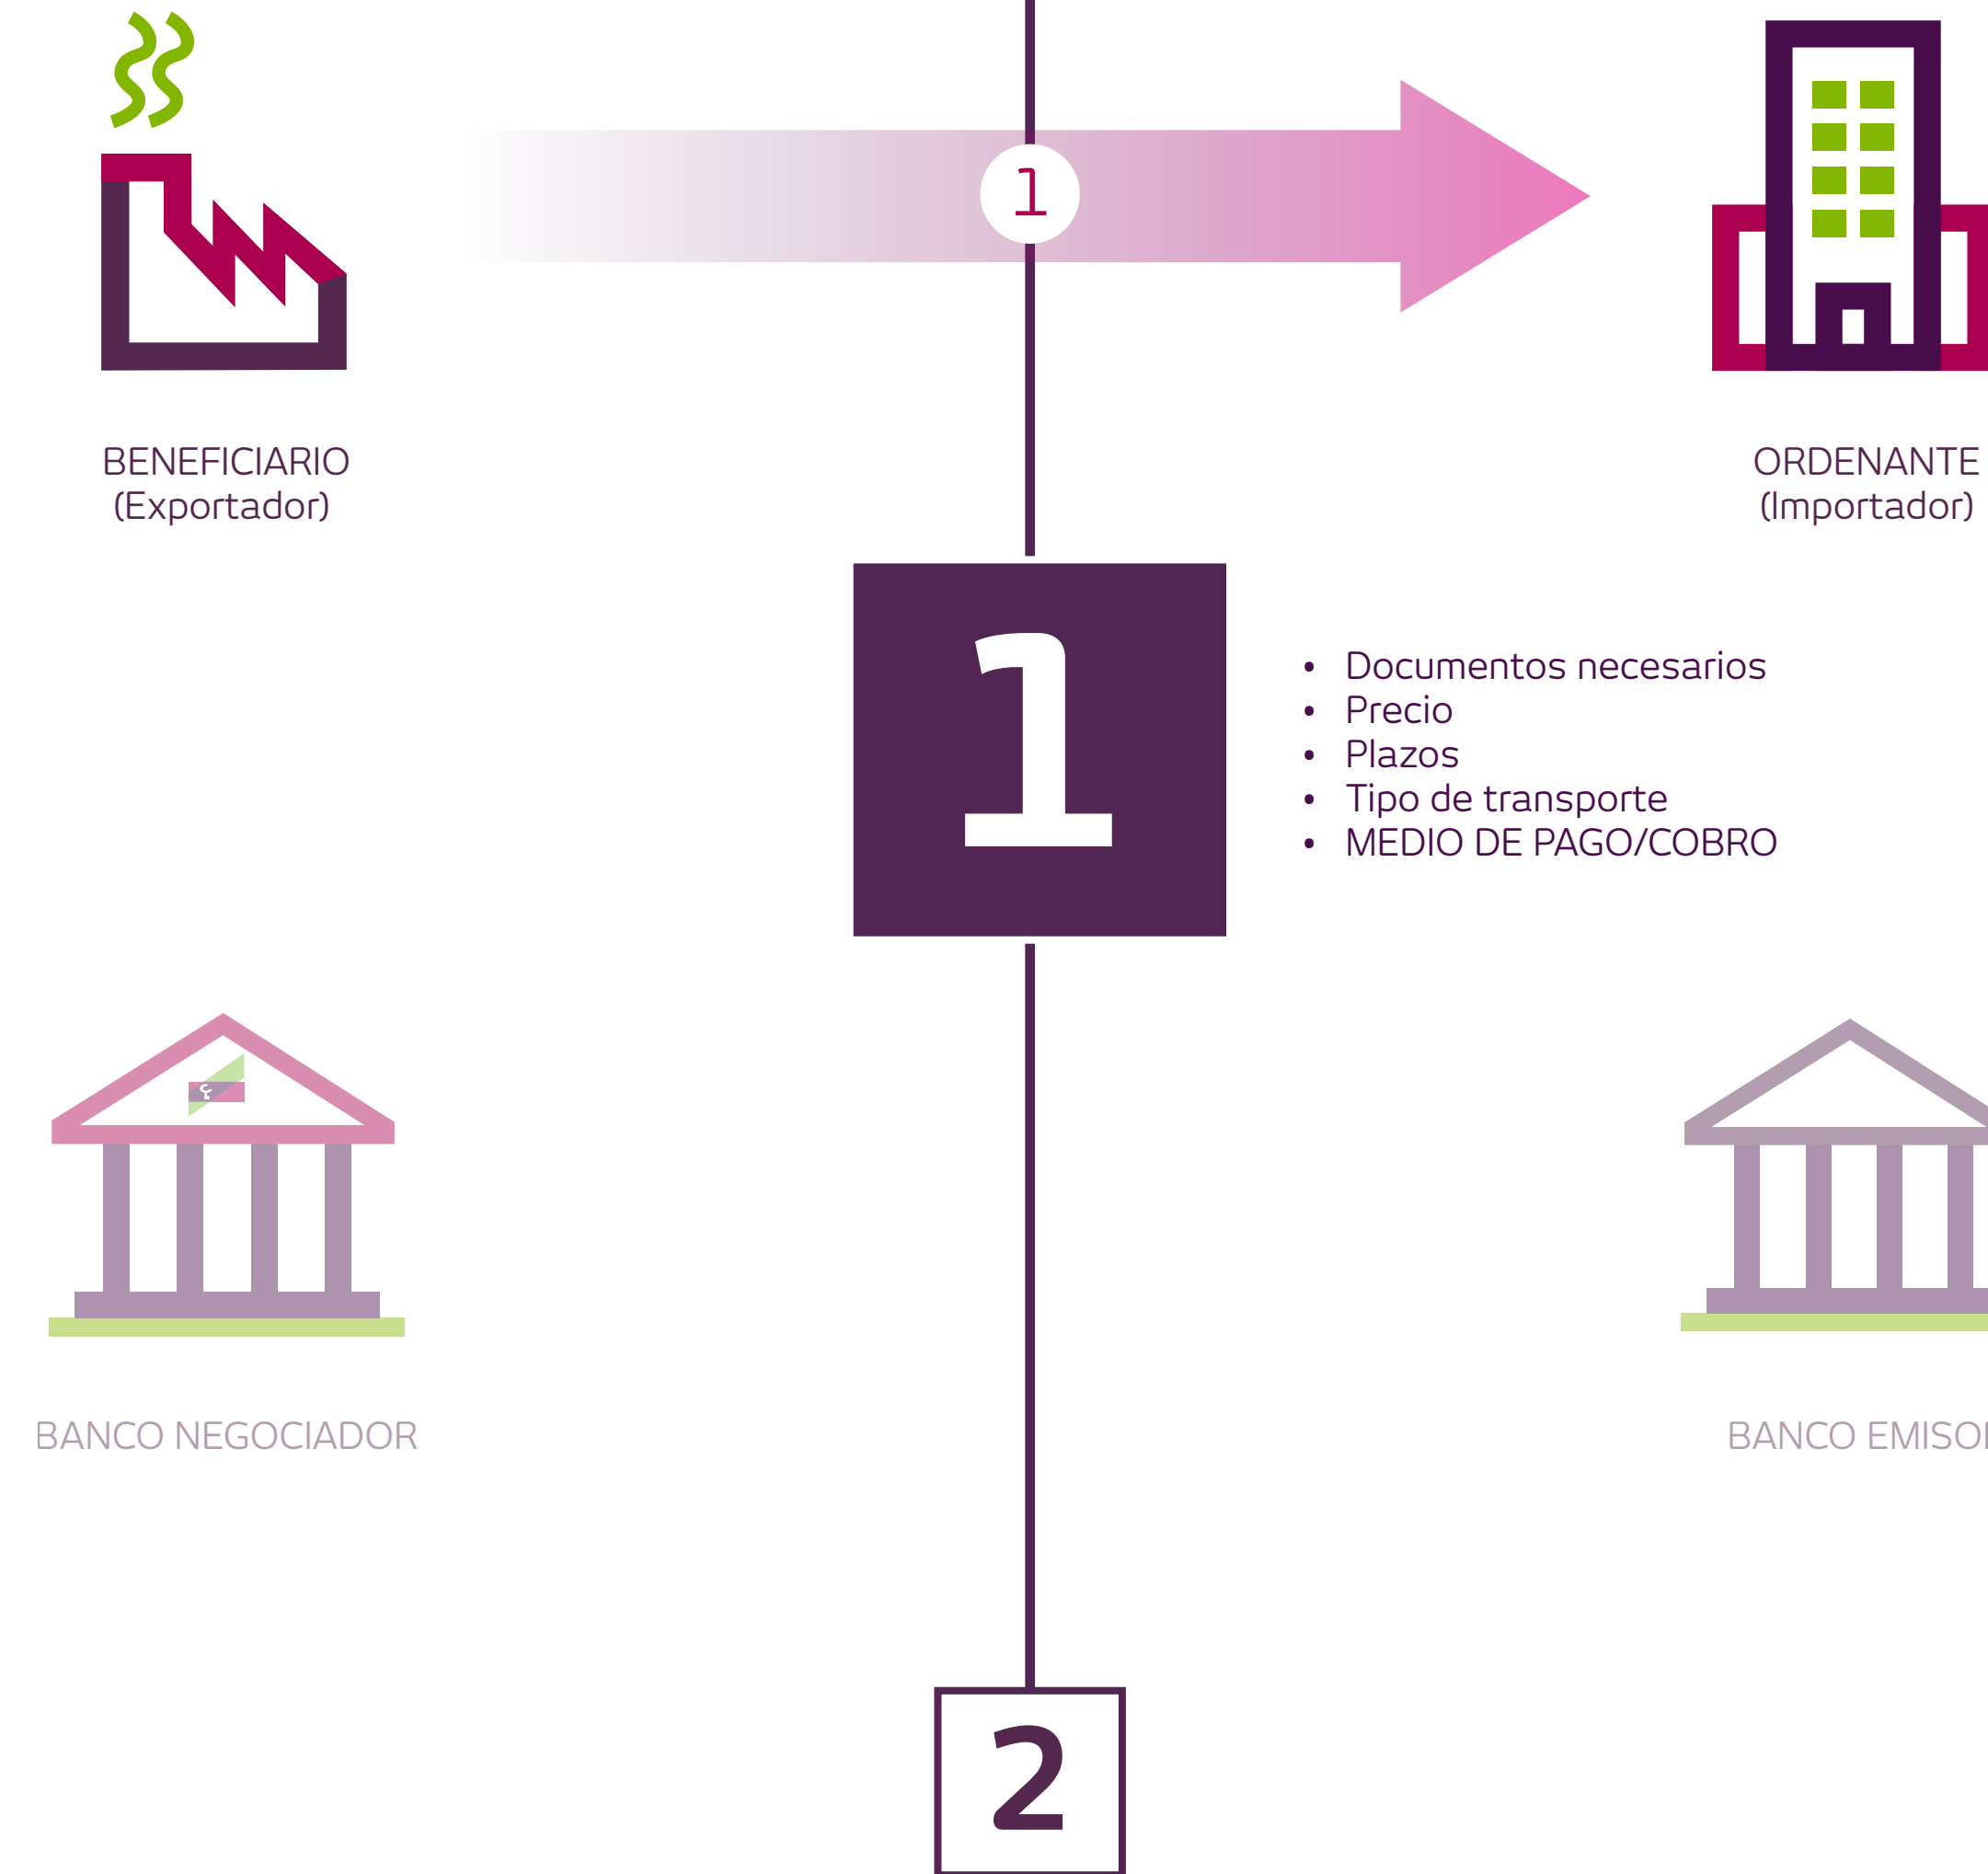 1
BENEFICIARIO
(Exportador)
ORDENANTE
(Importador)
1
• Documentos necesarios
• Precio
• Plazos
• Tipo de transporte
• MEDIO DE PAGO/COBRO
BANCO NEGOCIADOR
BANCO EMISOR
2